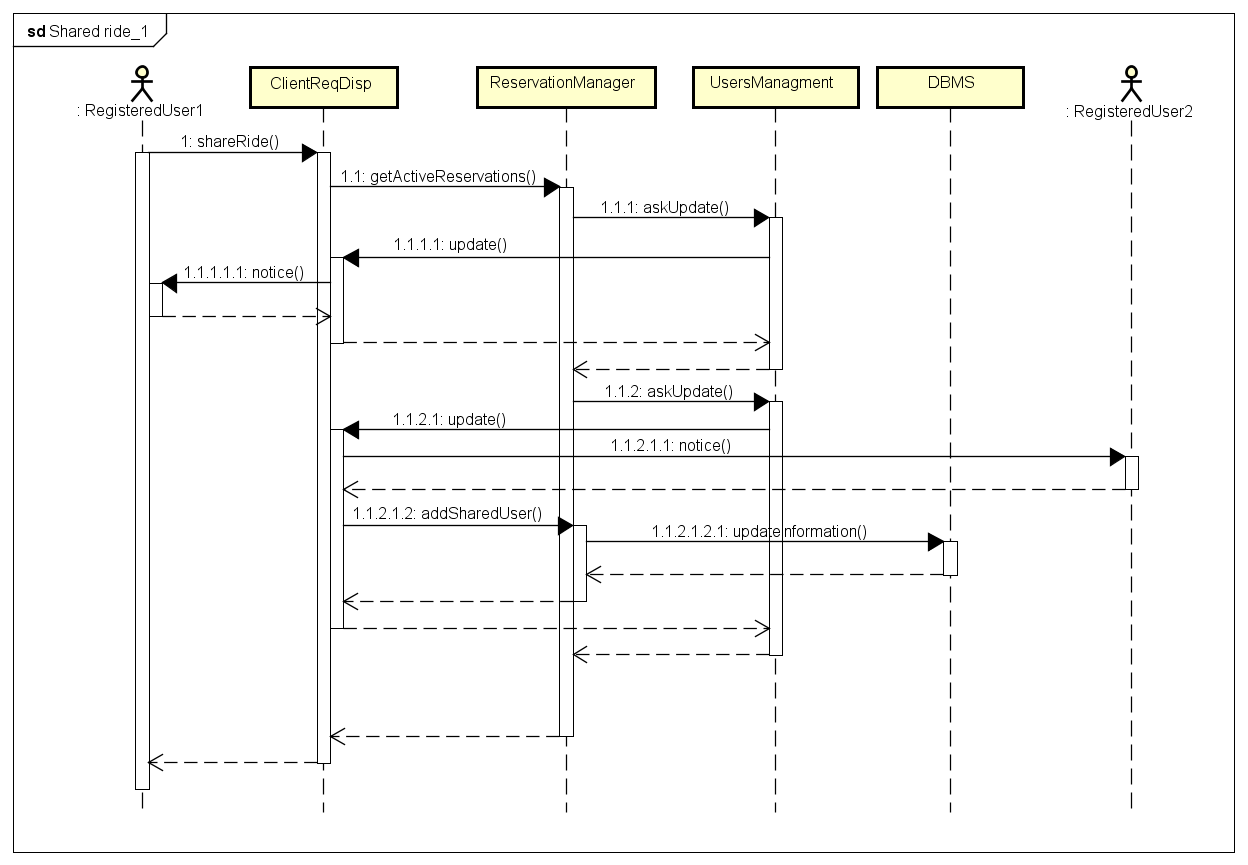 sd Shared ride_1
: RegisteredUser1
ClientReqDisp
ReservationManager
UsersManagment
DBMS
: RegisteredUser2
1: shareRide()
1.1: getActiveReservations()
1.1.1: askUpdate()
1.1.1.1: update()
1.1.1.1.1: notice()
1.1.2: askUpdate()
1.1.2.1: update()
1.1.2.1.1: notice()
1.1.2.1.2: addSharedUser()
1.1.2.1.2.1: updateInformation()